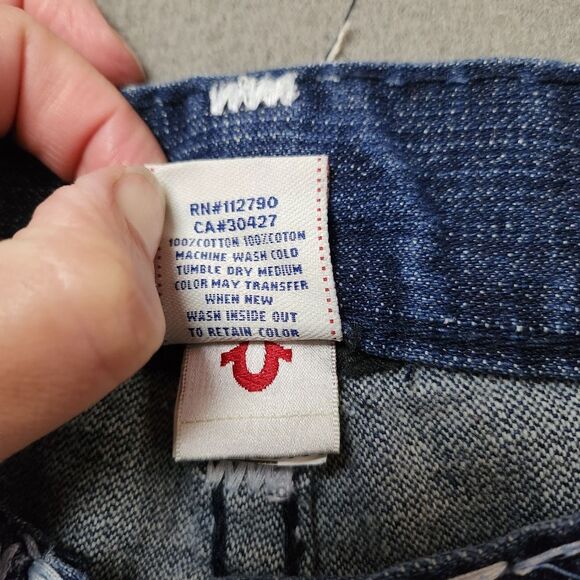 RN#112790
CA#30427
100%COTTON 100%COTON
MACHINE WASH COLD
TUMBLE DRY MEDIUM
COLOR MAY TRANSFER
WHEN NEW
WASH INSIDE OUT
TO RETAIN COLOR